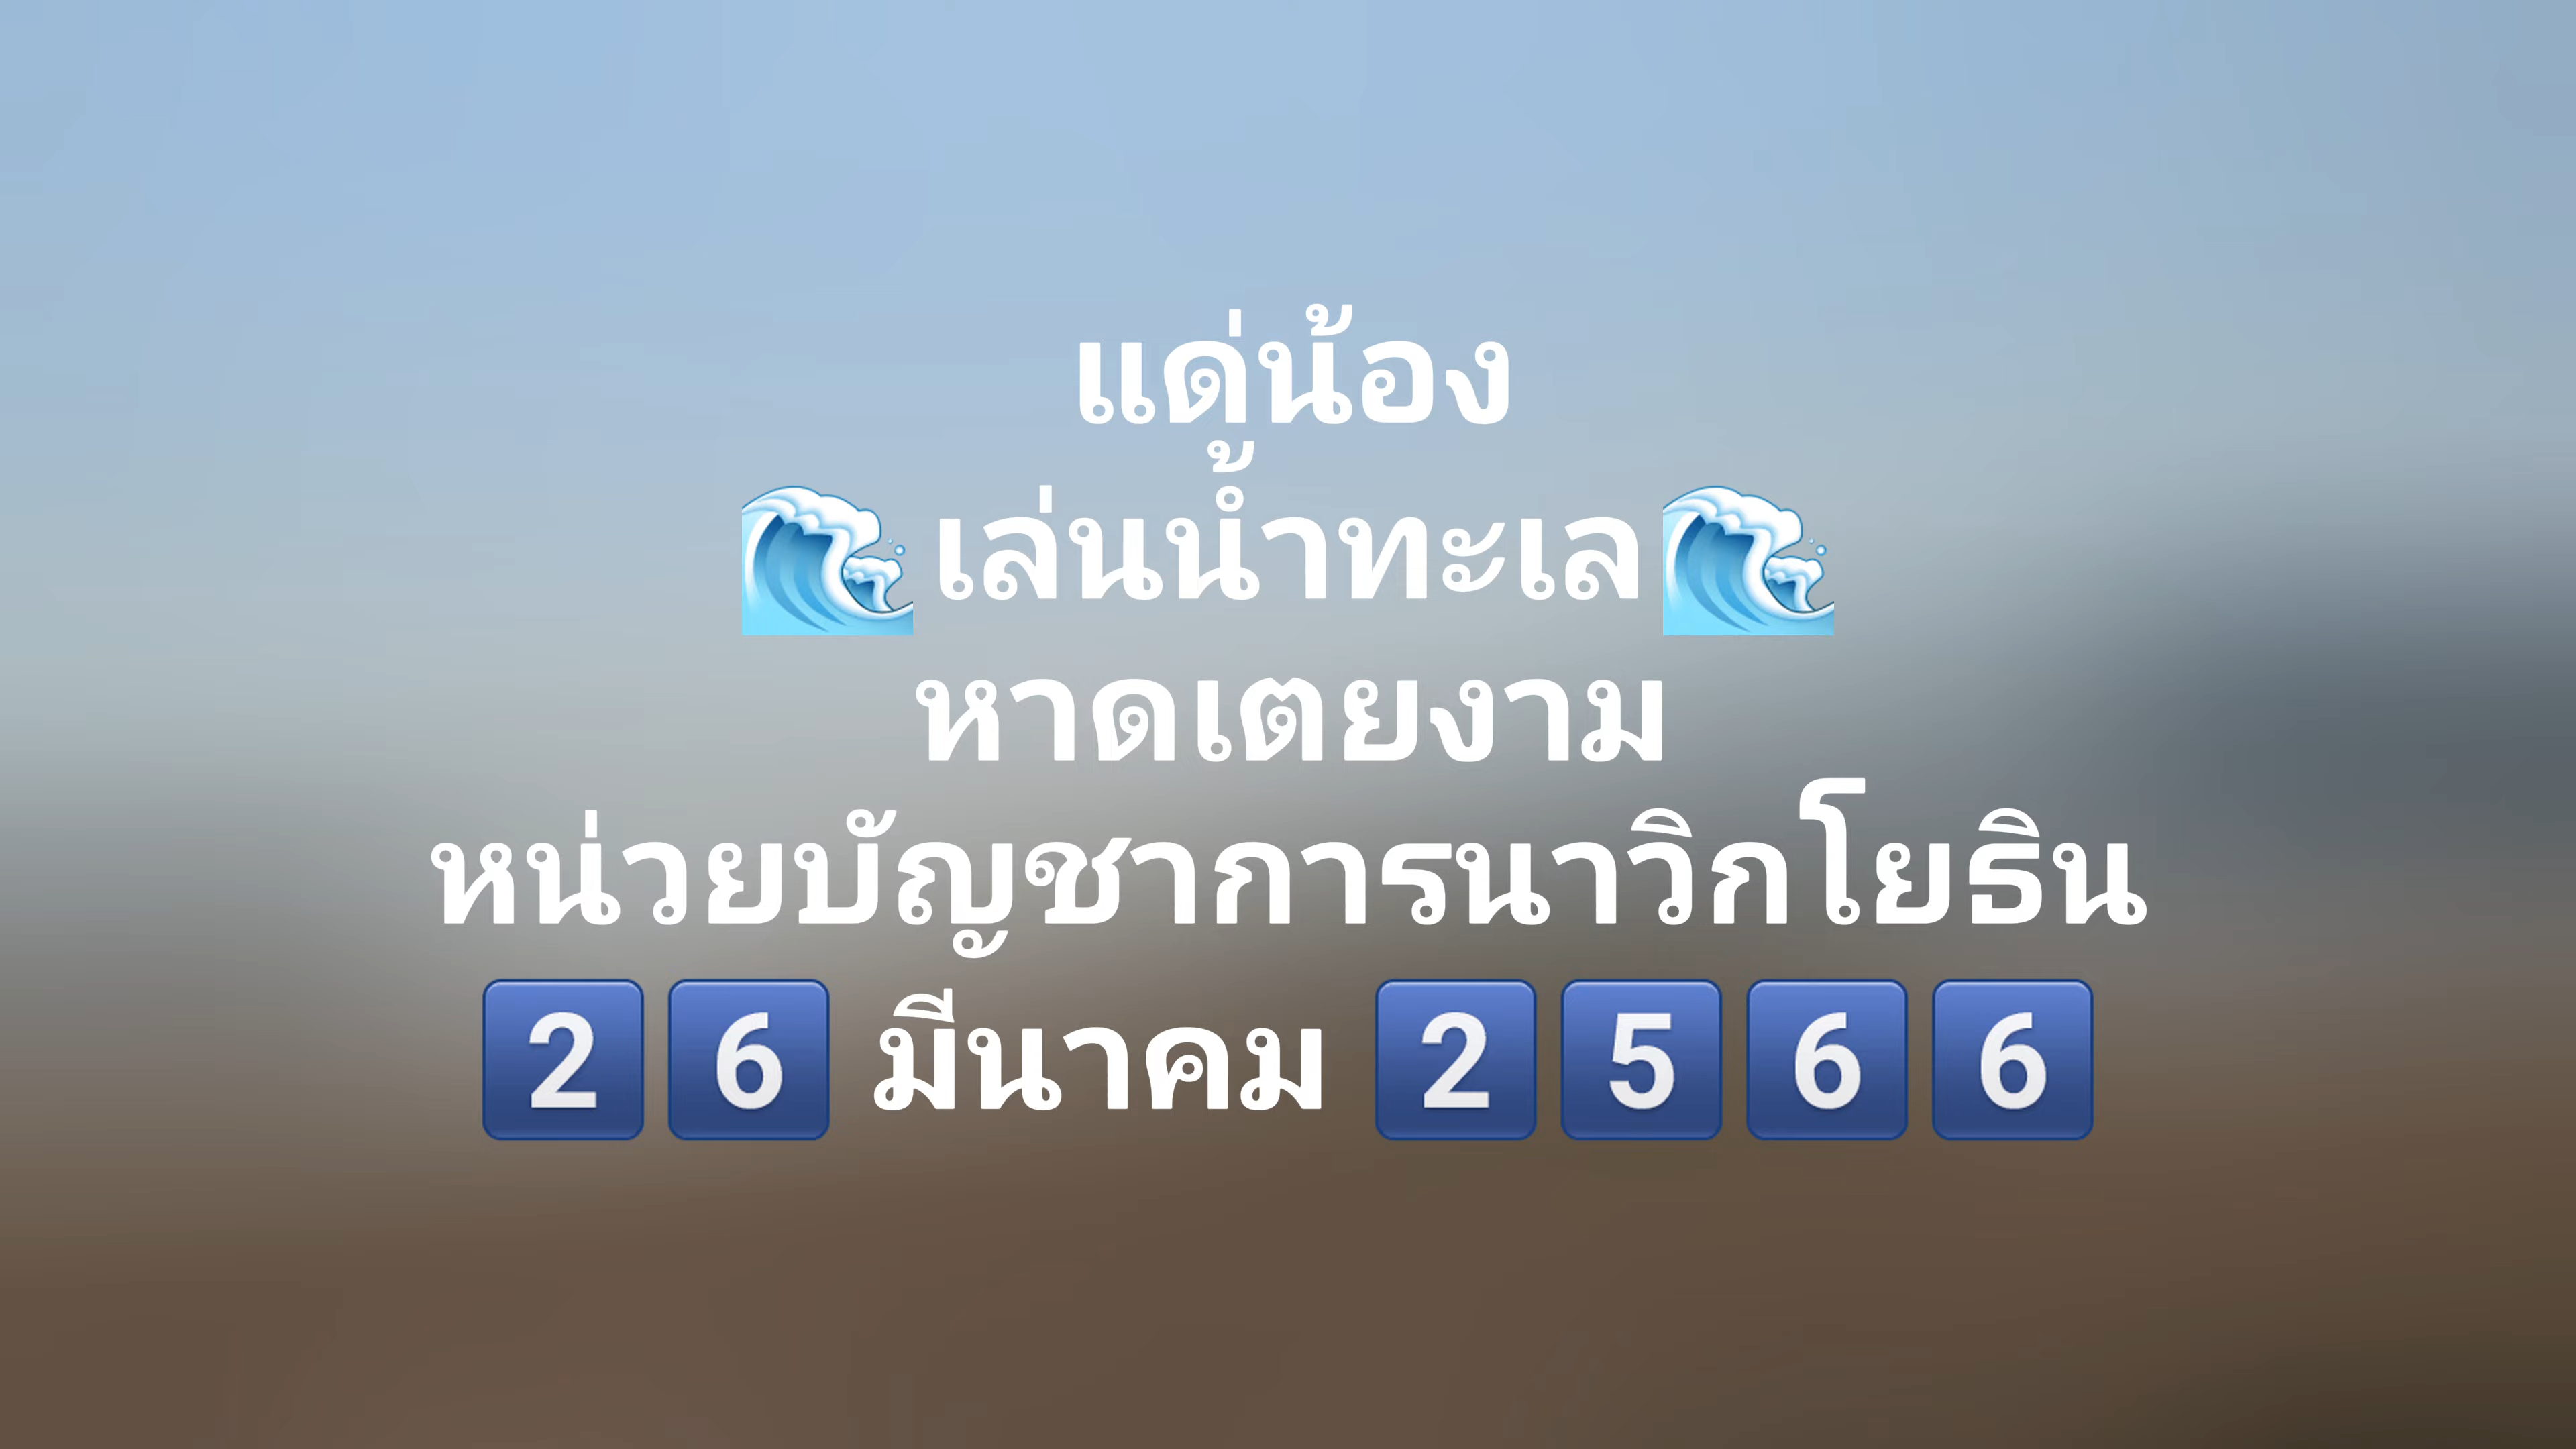 แด่น้อง
🌊เล่นน้ำทะเล🌊
หาดเตยงาม
หน่วยบัญชาการนาวิกโยธิน
2️⃣6️⃣ มีนาคม 2️⃣5️⃣6️⃣6️⃣